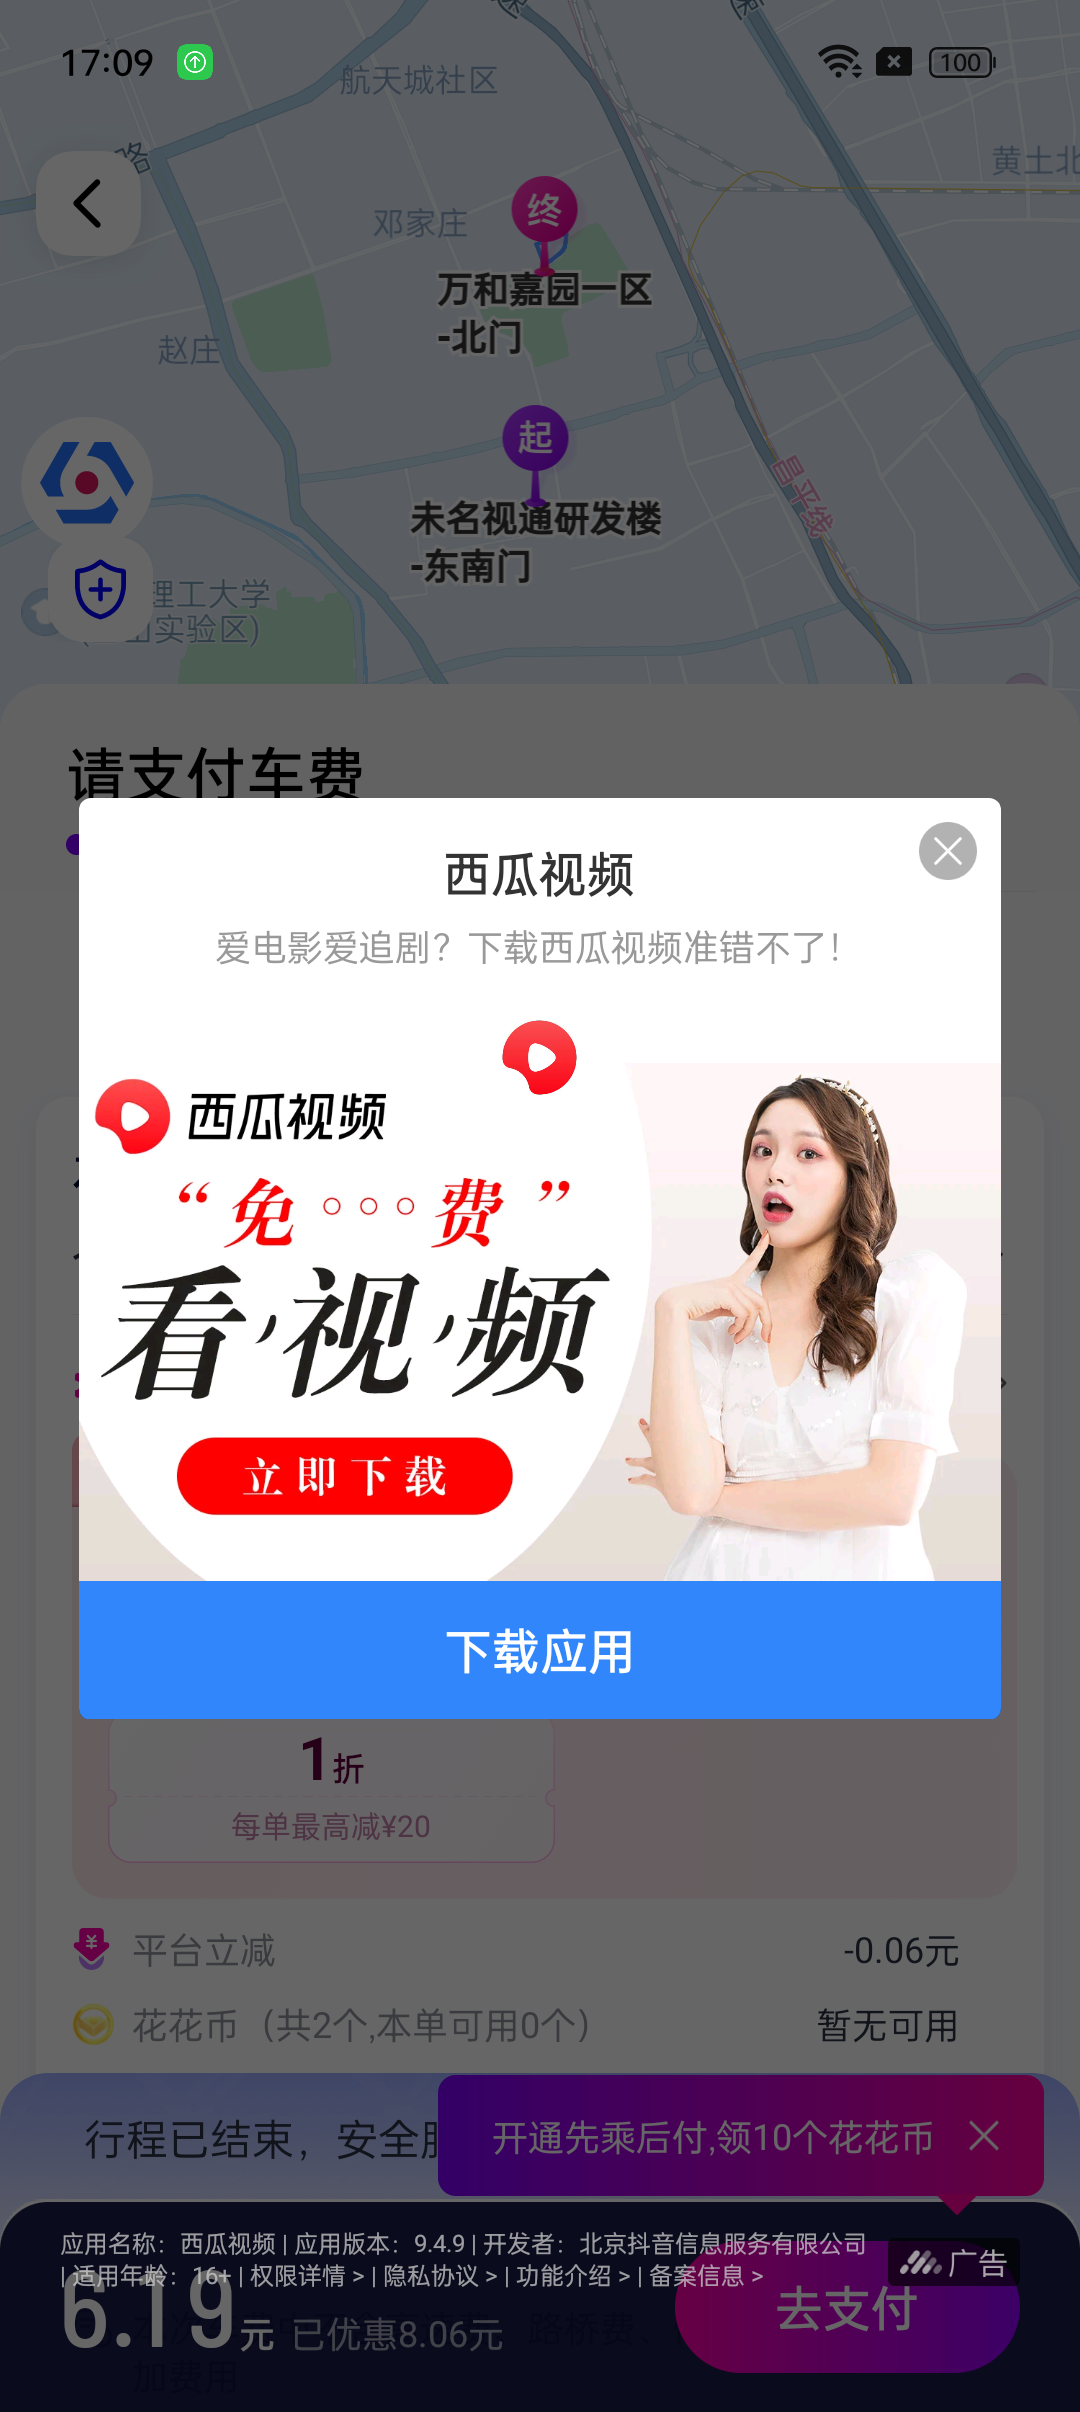 17:09
100
航天城社区
路
黄土北
邓家庄
终
万和嘉园一区
-北门
赵庄
起
未名视通研发楼
-东南门
昌平线
理工大学
实验区)
请支付车费
西瓜视频
爱电影爱追剧？下载西瓜视频准错不了！
西瓜视频
“免○○○费”
看视频
立即下载
下载应用
1折
每单最高减¥20
平台立减
-0.06元
花花币（共2个,本单可用0个）
暂无可用
行程已结束，安全
开通先乘后付,领10个花花币
应用名称：西瓜视频 | 应用版本：9.4.9 | 开发者：北京抖音信息服务有限公司
| 适用年龄：16+ | 权限详情 > | 隐私协议 > | 功能介绍 > | 备案信息 >
广告
6.19元 已优惠8.06元
去支付
路桥费、
加费用